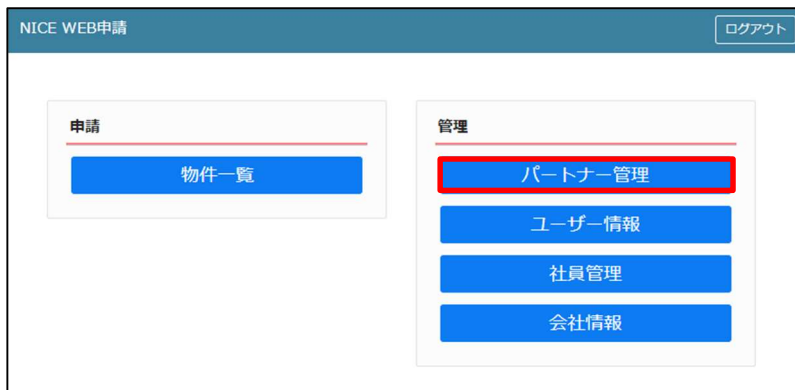 NICE WEB申請
ログアウト
申請
物件一覧
管理
パートナー管理
ユーザー情報
社員管理
会社情報